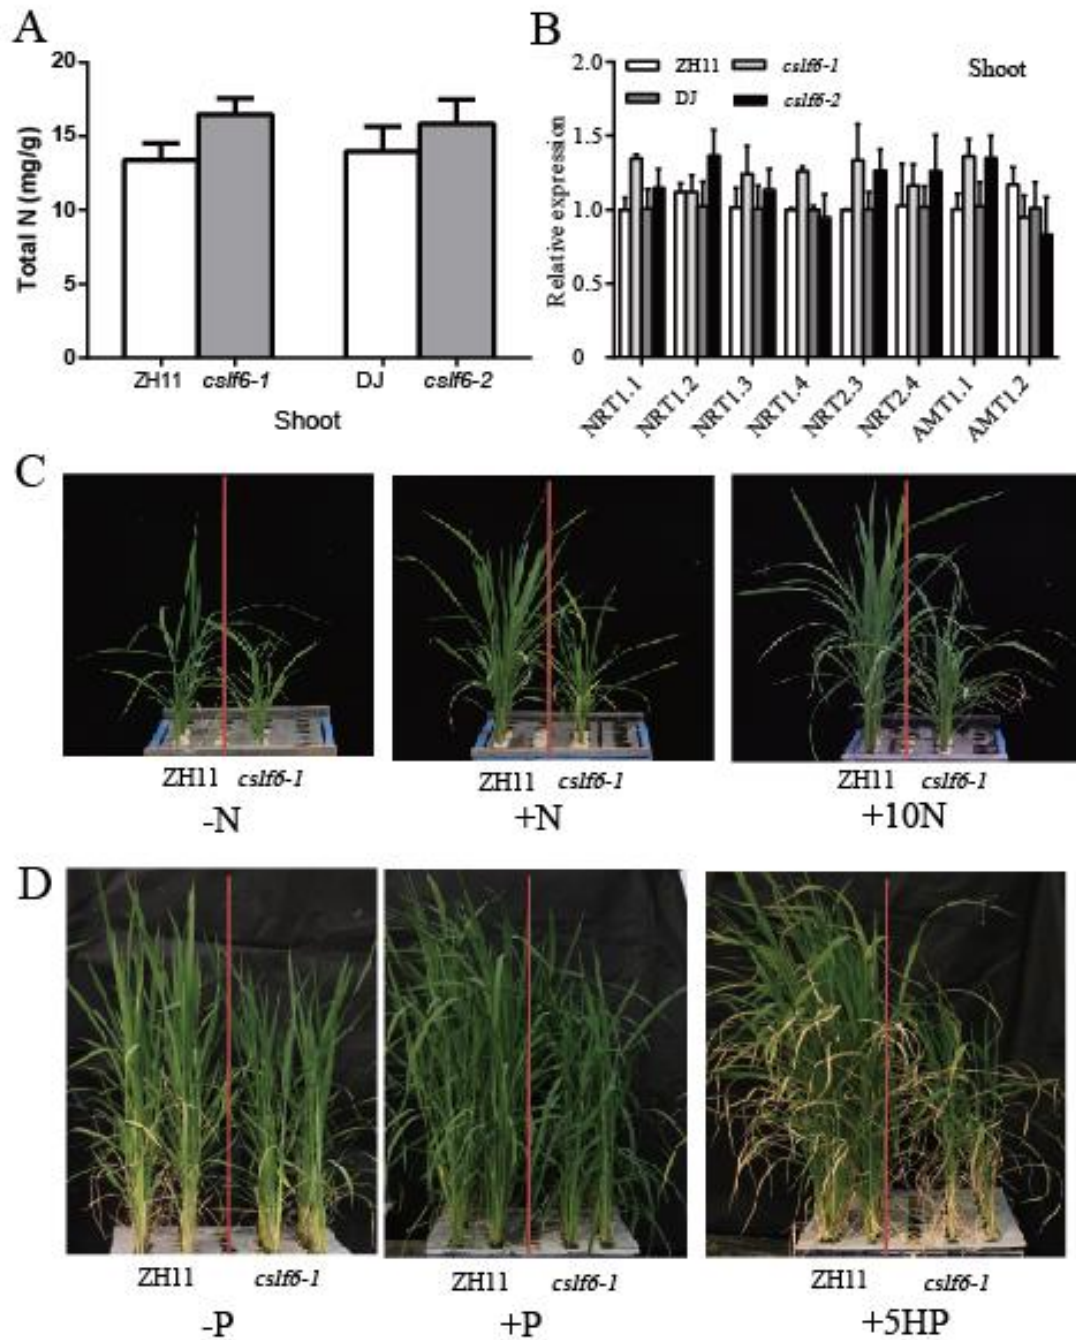 A
Total N (mg/g)
20
15
10
5
0
ZH11 cslf6-1 DJ cslf6-2
Shoot
B
Relative expression
2.0
1.5
1.0
0.5
0
ZH11 cslf6-1
DJ cslf6-2
Shoot
NRT1.1 NRT1.2 NRT1.3 NRT1.4 NRT2.3 NRT2.4 AMT1.1 AMT1.2
C
ZH11 cslf6-1 ZH11 cslf6-1 ZH11 cslf6-1
-N +N +10N
D
ZH11 cslf6-1 ZH11 cslf6-1 ZH11 cslf6-1
-P +P +5HP